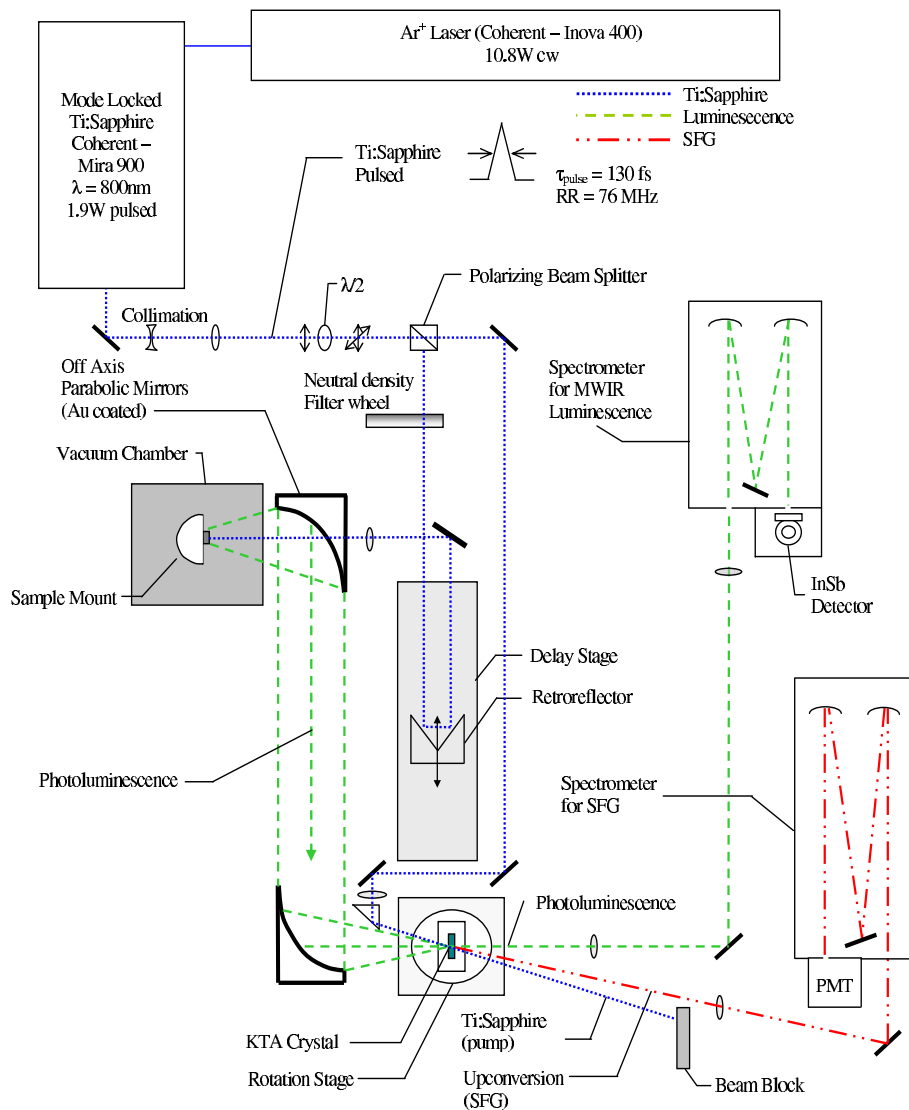 Ar+ Laser (Coherent – Inova 400)
10.8W cw
Mode Locked
Ti:Sapphire
Coherent –
Mira 900
λ = 800nm
1.9W pulsed
Ti:Sapphire
Luminesecence
SFG
Ti:Sapphire
Pulsed
τpulse = 130 fs
RR = 76 MHz
Polarizing Beam Splitter
λ/2
Collimation
Off Axis
Parabolic Mirrors
(Au coated)
Neutral density
Filter wheel
Spectrometer
for MWIR
Luminescence
Vacuum Chamber
Sample Mount
InSb
Detector
Delay Stage
Retroreflector
Photoluminescence
Spectrometer
for SFG
Photoluminescence
PMT
KTA Crystal
Rotation Stage
Ti:Sapphire
(pump)
Upconversion
(SFG)
Beam Block